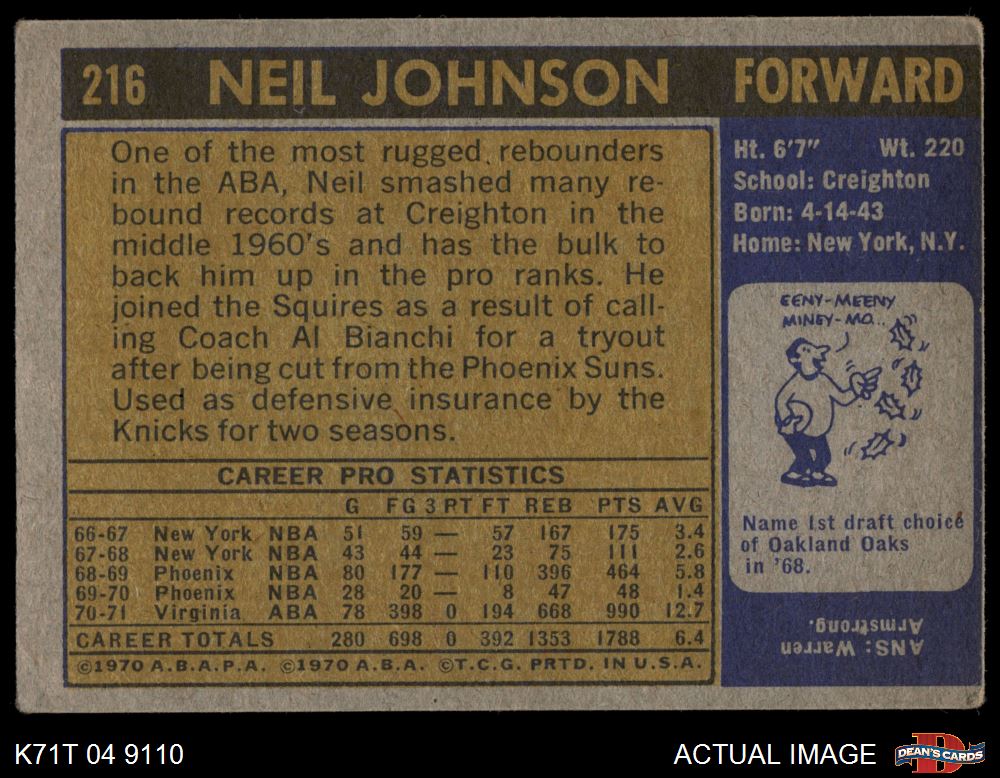 216 NEIL JOHNSON FORWARD
One of the most rugged rebounders
in the ABA, Neil smashed many re-
bound records at Creighton in the
middle 1960's and has the bulk to
back him up in the pro ranks. He
joined the Squires as a result of call-
ing Coach Al Bianchi for a tryout
after being cut from the Phoenix Suns.
Used as defensive insurance by the
Knicks for two seasons.
CAREER PRO STATISTICS
G FG 3 PT FT REB PTS AVG
66-67 New York NBA 51 59 — 57 167 175 3.4
67-68 New York NBA 43 44 — 23 75 111 2.6
68-69 Phoenix NBA 80 177 — 110 396 464 5.8
69-70 Phoenix NBA 28 20 — 8 47 48 1.4
70-71 Virginia ABA 78 398 0 194 668 990 12.7
CAREER TOTALS 280 698 0 392 1353 1788 6.4
©1970 A.B.A.P.A. ©1970 A.B.A. ©T.C.G. PRTD. IN U.S.A.
Ht. 6'7" Wt. 220
School: Creighton
Born: 4-14-43
Home: New York, N.Y.
EENY-MEENY
MINEY-MO...
Name 1st draft choice
of Oakland Oaks
in '68.
ANS: Warren
Armstrong.
K71T 04 9110 ACTUAL IMAGE DEAN'S CARDS